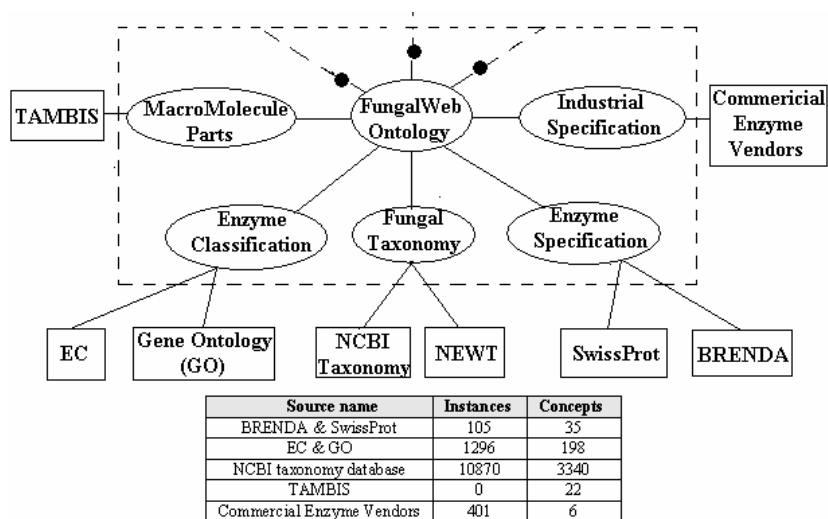 TAMBIS
MacroMolecule
Parts
FungalWeb
Ontology
Industrial
Specification
Commericial
Enzyme
Vendors
Enzyme
Classification
Fungal
Taxonomy
Enzyme
Specification
EC
Gene Ontology
(GO)
NCBI
Taxonomy
NEWT
SwissProt
BRENDA
Source name Instances Concepts
BRENDA & SwissProt 105 35
EC & GO 1296 198
NCBI taxonomy database 10870 3340
TAMBIS 0 22
Commercial Enzyme Vendors 401 6